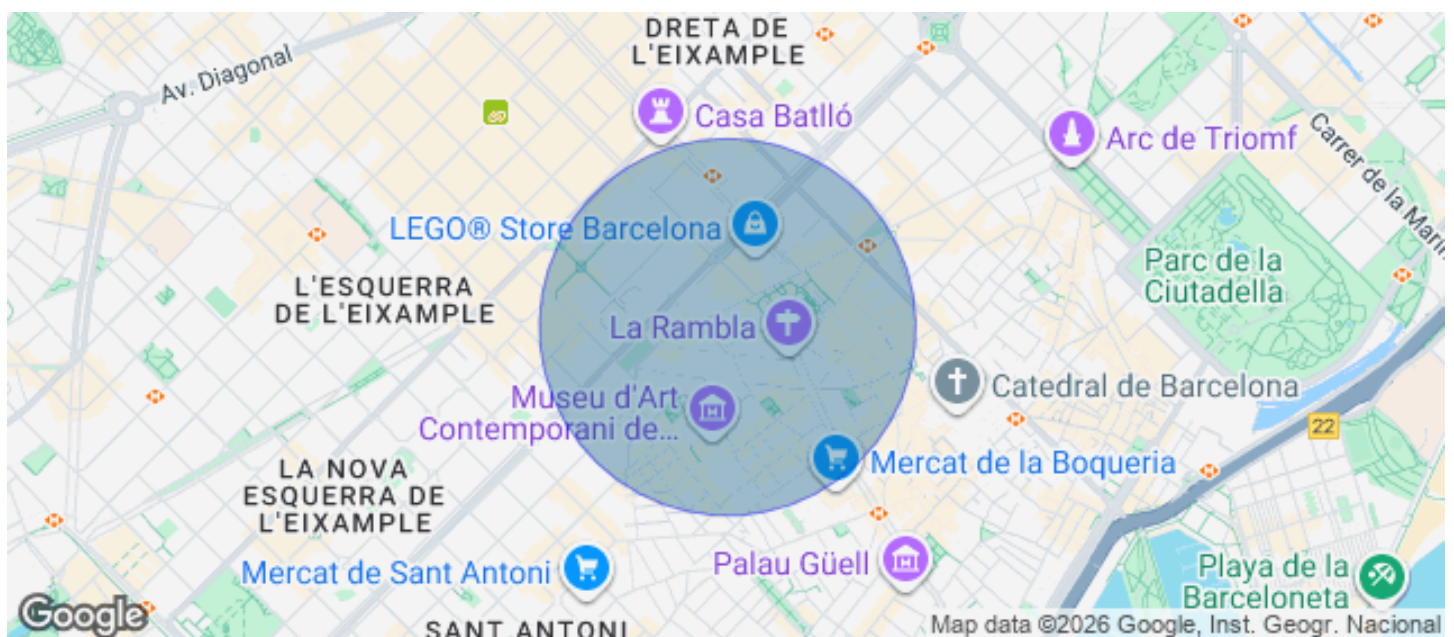 DRETA DE
L'EIXAMPLE
Av. Diagonal
Casa Batlló
Arc de Triomf
Carrer de la Marin
LEGO® Store Barcelona
Parc de la
Ciutadella
L'ESQUERRA
DE L'EIXAMPLE
La Rambla
Catedral de Barcelona
Museu d'Art
Contemporani de...
22
Mercat de la Boqueria
LA NOVA
ESQUERRA DE
L'EIXAMPLE
Mercat de Sant Antoni
Palau Güell
Playa de la
Barceloneta
Google
SANT ANTONI
Map data ©2026 Google, Inst. Geogr. Nacional